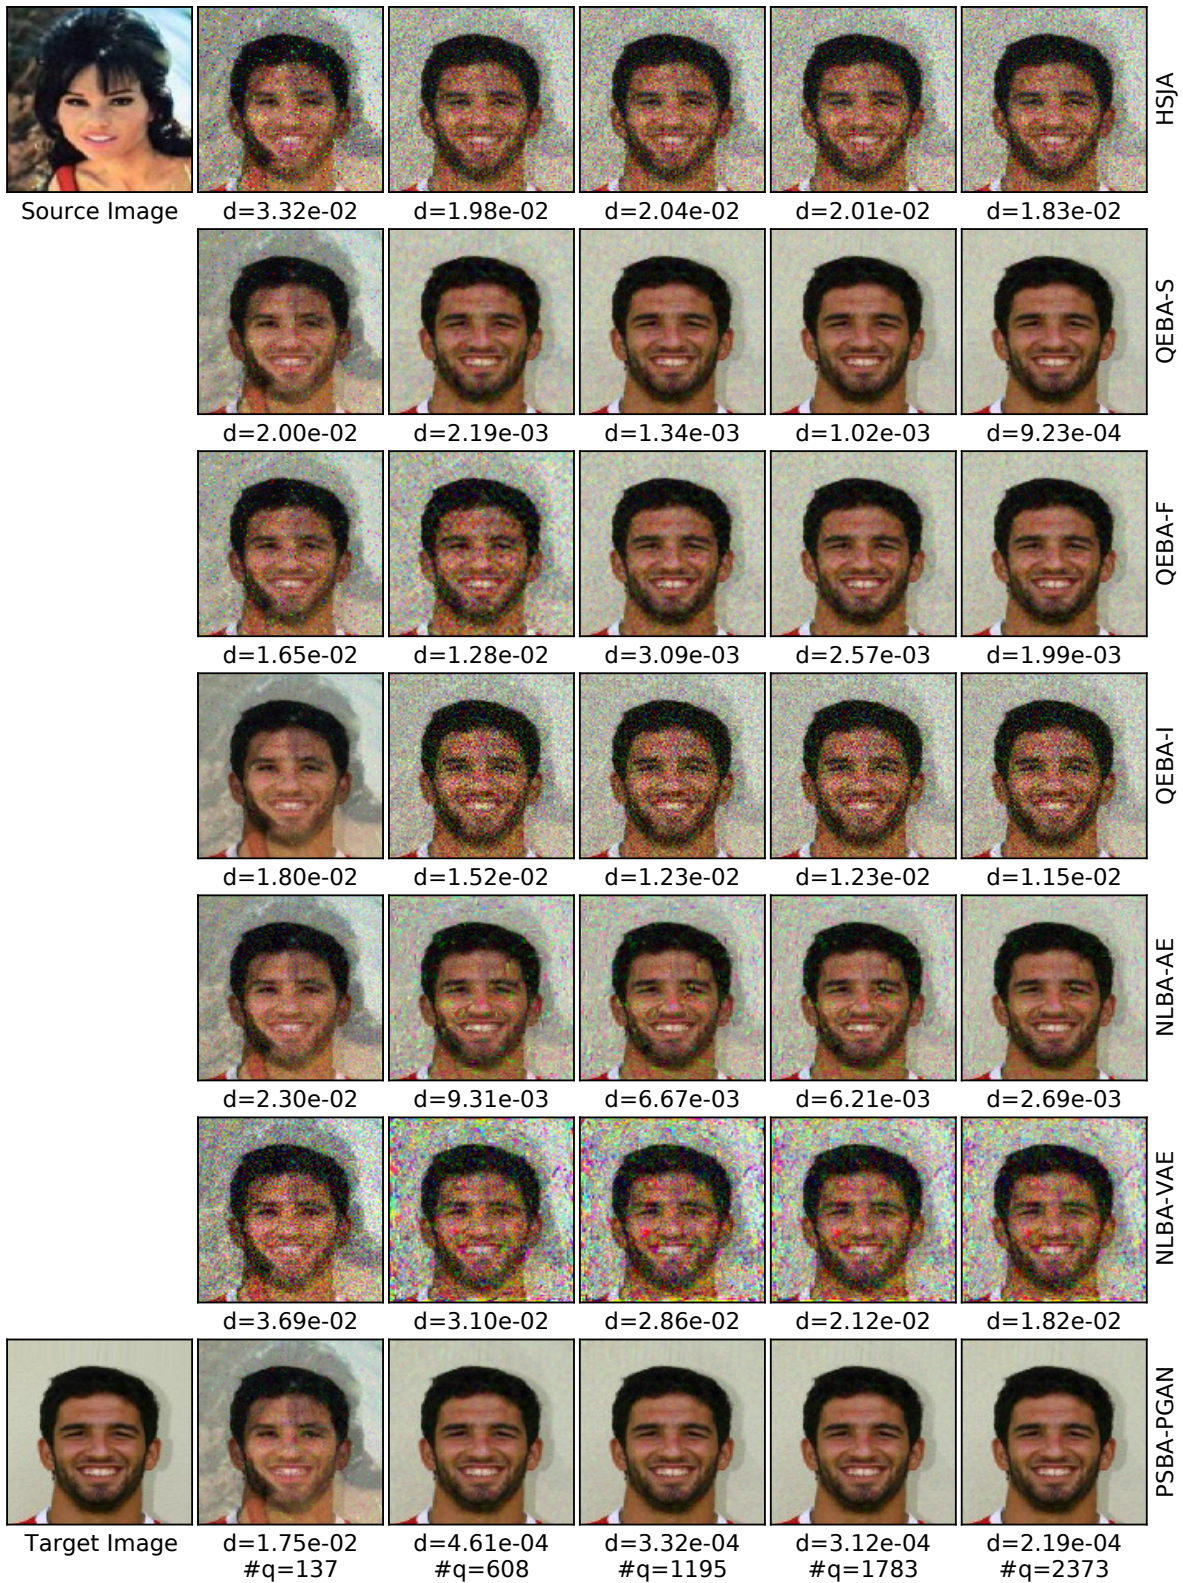 HSJA
Source Image d=3.32e-02 d=1.98e-02 d=2.04e-02 d=2.01e-02 d=1.83e-02
QEBA-S
d=2.00e-02 d=2.19e-03 d=1.34e-03 d=1.02e-03 d=9.23e-04
QEBA-F
d=1.65e-02 d=1.28e-02 d=3.09e-03 d=2.57e-03 d=1.99e-03
QEBA-I
d=1.80e-02 d=1.52e-02 d=1.23e-02 d=1.23e-02 d=1.15e-02
NLBA-AE
d=2.30e-02 d=9.31e-03 d=6.67e-03 d=6.21e-03 d=2.69e-03
NLBA-VAE
d=3.69e-02 d=3.10e-02 d=2.86e-02 d=2.12e-02 d=1.82e-02
PSBA-PGAN
Target Image d=1.75e-02 d=4.61e-04 d=3.32e-04 d=3.12e-04 d=2.19e-04
#q=137 #q=608 #q=1195 #q=1783 #q=2373